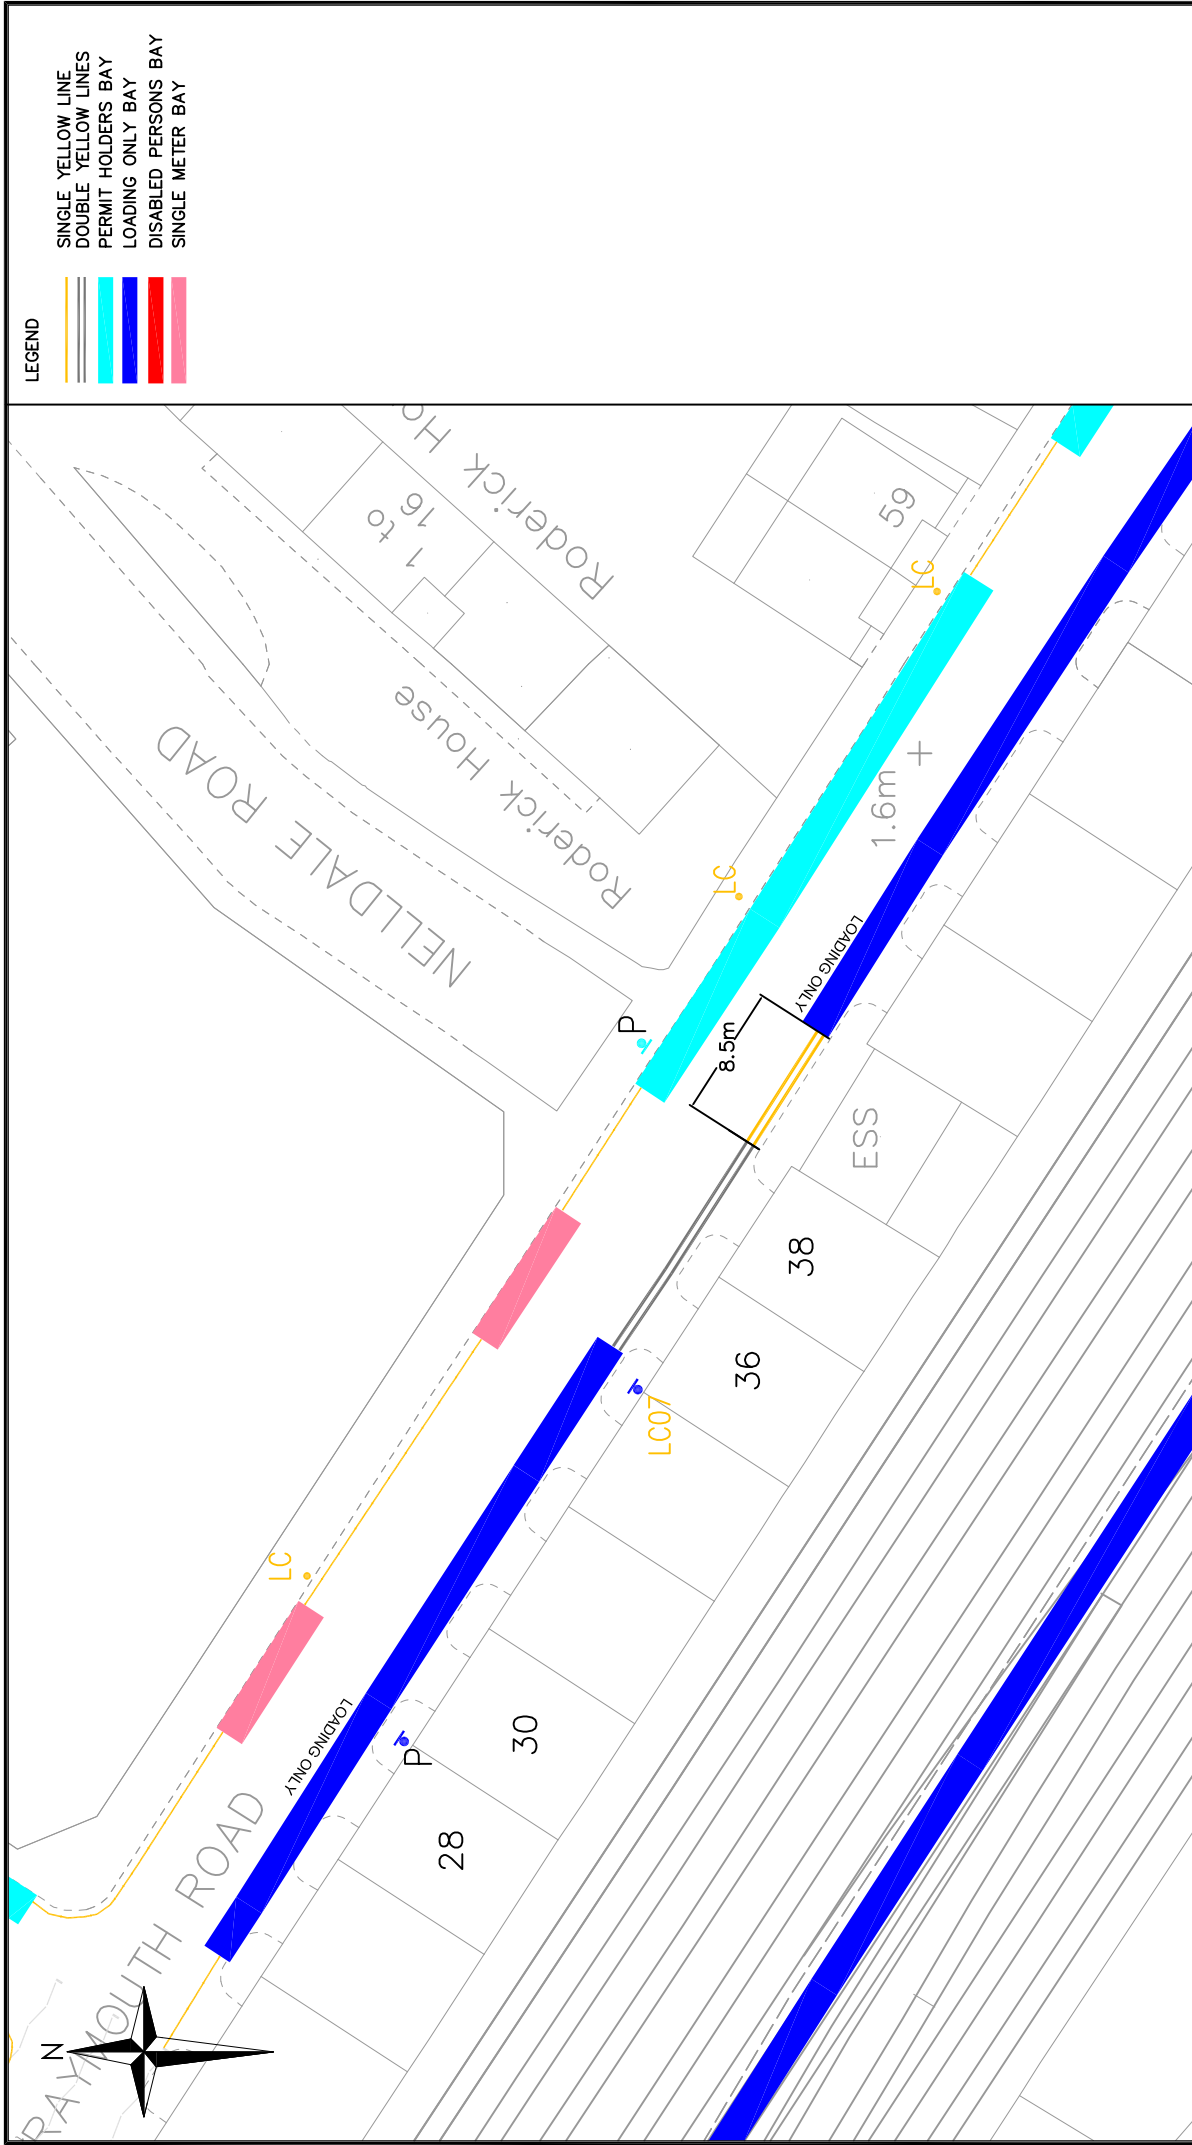 LEGEND
SINGLE YELLOW LINE
DOUBLE YELLOW LINES
PERMIT HOLDERS BAY
LOADING ONLY BAY
DISABLED PERSONS BAY
SINGLE METER BAY
N
RAYMOUTH ROAD
NELLDALE ROAD
Roderick House
Roderick Ho
1 to
16
59
LC
LC
1.6m
P
8.5m
LOADING ONLY
ESS
38
36
LC07
LC
LOADING ONLY
P
30
28